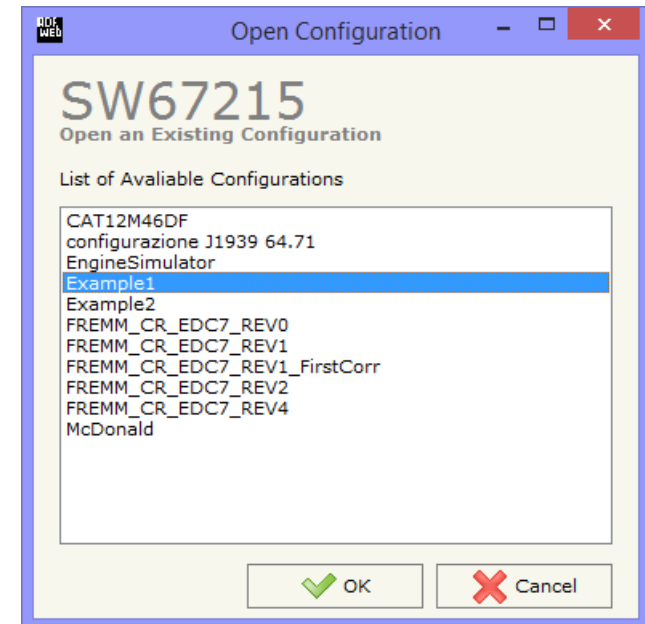 ADF
WEB
Open Configuration
SW67215
Open an Existing Configuration
List of Avaliable Configurations
CAT12M46DF
configurazione J1939 64.71
EngineSimulator
Example1
Example2
FREMM_CR_EDC7_REV0
FREMM_CR_EDC7_REV1
FREMM_CR_EDC7_REV1_FirstCorr
FREMM_CR_EDC7_REV2
FREMM_CR_EDC7_REV4
McDonald
OK Cancel